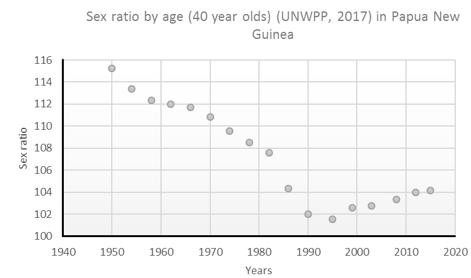 Sex ratio by age (40 year olds) (UNWPP, 2017) in Papua New
Guinea
116
114
112
110
108
106
104
102
100
Sex ratio
1940 1950 1960 1970 1980 1990 2000 2010 2020
Years